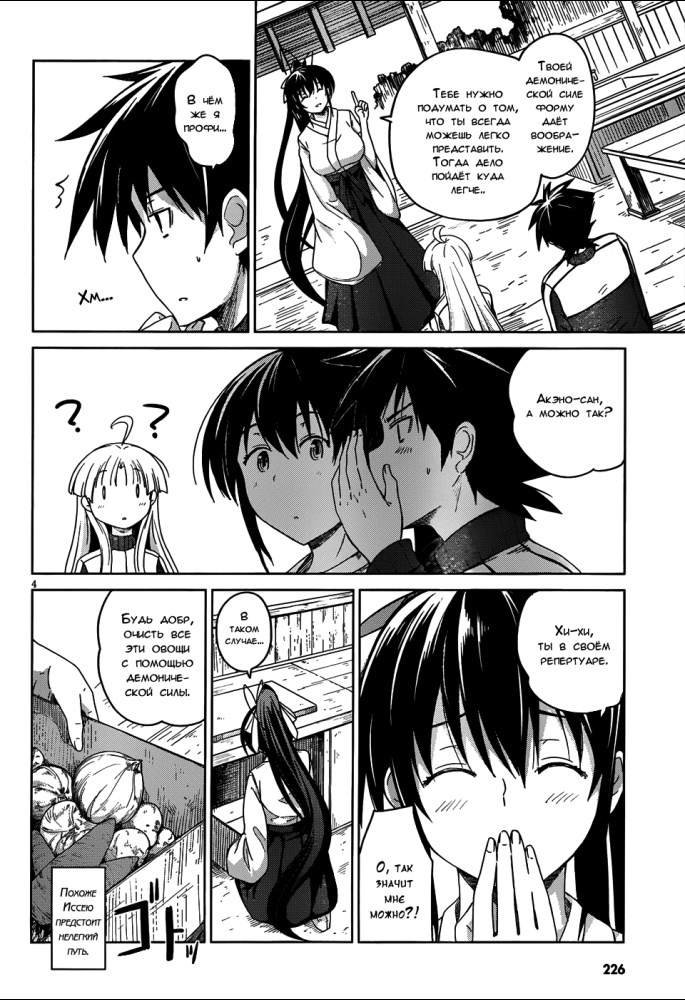 Твоей
демониче-
ской силе
форму
даёт
вообра-
жение.
Тебе нужно
подумать о том,
что ты всегда
можешь легко
представить.
Тогда дело
пойдёт куда
легче..
В чём
же я
профи...
Хм...
Акэно-сан,
а можно так?
?
?
4
Хи-хи,
ты в своём
репертуаре.
О, так
значит
мнє
можно?!
В
таком
случае...
Будь добр,
очисть все
эти овощи
с помощью
демониче-
ской силы.
Похоже
Иссею
предстоит
нелегкий
путь.
ゴトッ
226